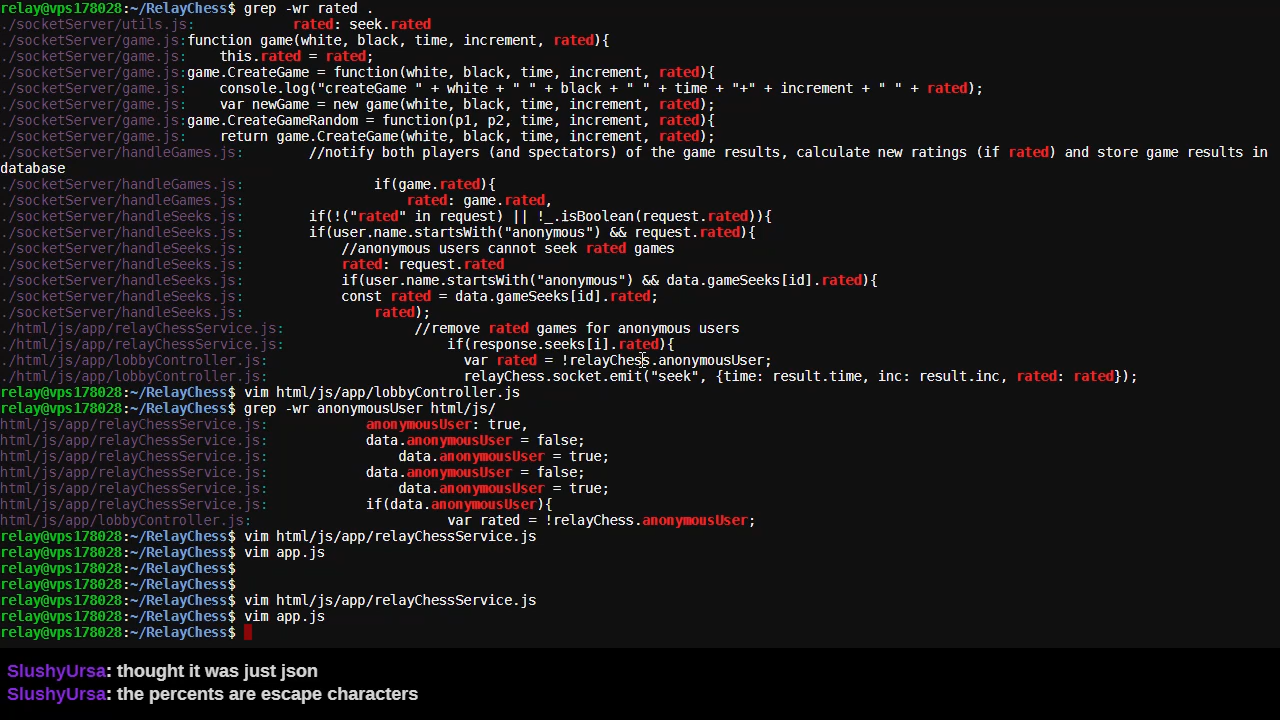 relay@vps178028:~/RelayChess$ grep -wr rated .
./socketServer/utils.js:            rated: seek.rated
./socketServer/game.js:function game(white, black, time, increment, rated){
./socketServer/game.js:    this.rated = rated;
./socketServer/game.js:game.CreateGame = function(white, black, time, increment, rated){
./socketServer/game.js:    console.log("createGame " + white + " " + black + " " + time + "+" + increment + " " + rated);
./socketServer/game.js:    var newGame = new game(white, black, time, increment, rated);
./socketServer/game.js:game.CreateGameRandom = function(p1, p2, time, increment, rated){
./socketServer/game.js:    return game.CreateGame(white, black, time, increment, rated);
./socketServer/handleGames.js:        //notify both players (and spectators) of the game results, calculate new ratings (if rated) and store game results in
database
./socketServer/handleGames.js:                if(game.rated){
./socketServer/handleGames.js:                    rated: game.rated,
./socketServer/handleSeeks.js:        if(!("rated" in request) || !_.isBoolean(request.rated)){
./socketServer/handleSeeks.js:        if(user.name.startsWith("anonymous") && request.rated){
./socketServer/handleSeeks.js:            //anonymous users cannot seek rated games
./socketServer/handleSeeks.js:            rated: request.rated
./socketServer/handleSeeks.js:            if(user.name.startsWith("anonymous") && data.gameSeeks[id].rated){
./socketServer/handleSeeks.js:            const rated = data.gameSeeks[id].rated;
./socketServer/handleSeeks.js:                rated);
./html/js/app/relayChessService.js:                //remove rated games for anonymous users
./html/js/app/relayChessService.js:                    if(response.seeks[i].rated){
./html/js/app/lobbyController.js:                          var rated = !relayChess.anonymousUser;
./html/js/app/lobbyController.js:                          relayChess.socket.emit("seek", {time: result.time, inc: result.inc, rated: rated});
relay@vps178028:~/RelayChess$ vim html/js/app/lobbyController.js
relay@vps178028:~/RelayChess$ grep -wr anonymousUser html/js/
html/js/app/relayChessService.js:            anonymousUser: true,
html/js/app/relayChessService.js:            data.anonymousUser = false;
html/js/app/relayChessService.js:                data.anonymousUser = true;
html/js/app/relayChessService.js:            data.anonymousUser = false;
html/js/app/relayChessService.js:                data.anonymousUser = true;
html/js/app/relayChessService.js:            if(data.anonymousUser){
html/js/app/lobbyController.js:                        var rated = !relayChess.anonymousUser;
relay@vps178028:~/RelayChess$ vim html/js/app/relayChessService.js
relay@vps178028:~/RelayChess$ vim app.js
relay@vps178028:~/RelayChess$
relay@vps178028:~/RelayChess$
relay@vps178028:~/RelayChess$ vim html/js/app/relayChessService.js
relay@vps178028:~/RelayChess$ vim app.js
relay@vps178028:~/RelayChess$
SlushyUrsa: thought it was just json
SlushyUrsa: the percents are escape characters